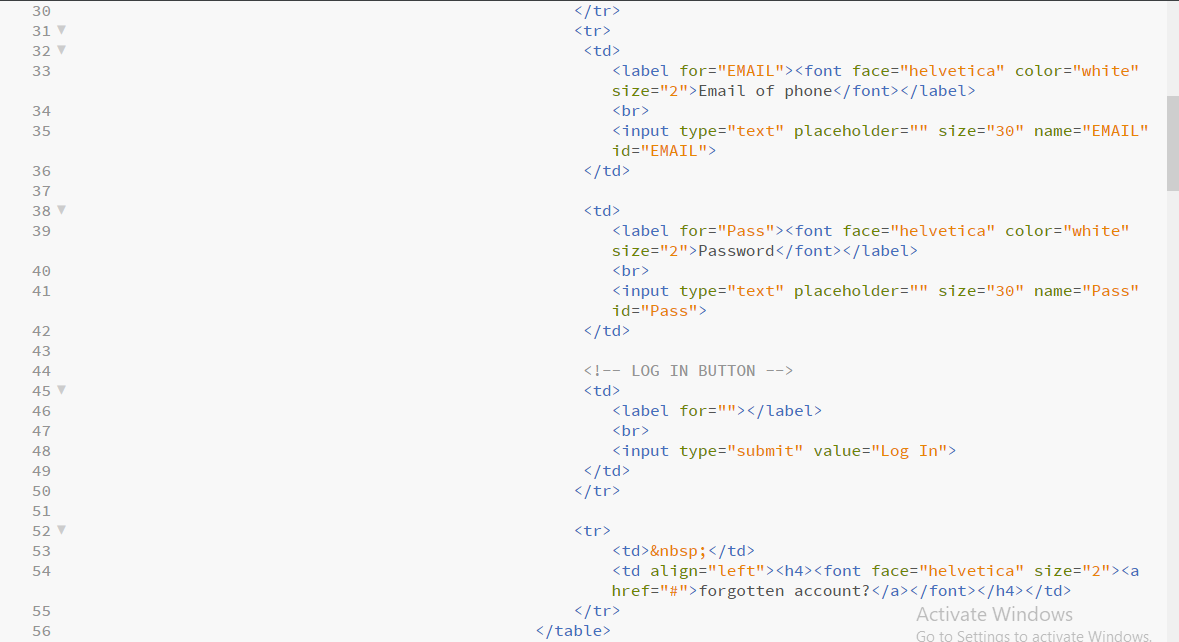 30 </tr>
31 <tr>
32 <td>
33 <label for="EMAIL"><font face="helvetica" color="white"
size="2">Email of phone</font></label>
34 <br>
35 <input type="text" placeholder="" size="30" name="EMAIL"
id="EMAIL">
36 </td>
37
38 <td>
39 <label for="Pass"><font face="helvetica" color="white"
size="2">Password</font></label>
40 <br>
41 <input type="text" placeholder="" size="30" name="Pass"
id="Pass">
42 </td>
43
44 <!-- LOG IN BUTTON -->
45 <td>
46 <label for=""></label>
47 <br>
48 <input type="submit" value="Log In">
49 </td>
50 </tr>
51
52 <tr>
53 <td>&nbsp;</td>
54 <td align="left"><h4><font face="helvetica" size="2"><a
href="#">forgotten account?</a></font></h4></td>
55 </tr>
Activate Windows
56 </table>
Go to Settings to activate Windows.